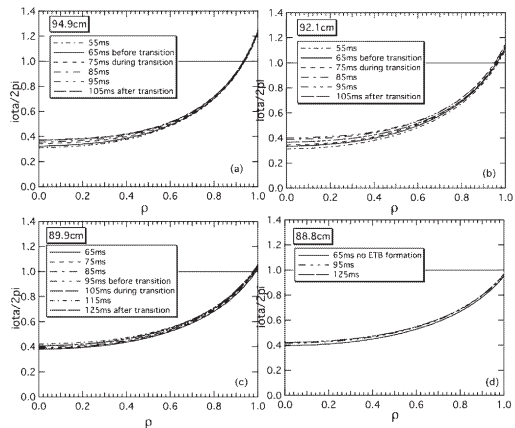 94.9cm
55ms
65ms before transition
75ms during transition
85ms
95ms
105ms after transition
iota/2pi
1.4
1.2
1.0
0.8
0.6
0.4
0.2
0.0
0.0 0.2 0.4 0.6 0.8 1.0
ρ
(a)
92.1cm
55ms
65ms before transition
75ms during transition
85ms
95ms
105ms after transition
iota/2pi
1.4
1.2
1.0
0.8
0.6
0.4
0.2
0.0
0.0 0.2 0.4 0.6 0.8 1.0
ρ
(b)
89.9cm
65ms
75ms
85ms
95ms before transition
105ms during transition
115ms
125ms after transition
iota/2pi
1.4
1.2
1.0
0.8
0.6
0.4
0.2
0.0
0.0 0.2 0.4 0.6 0.8 1.0
ρ
(c)
88.8cm
65ms no ETB formation
95ms
125ms
iota/2pi
1.4
1.2
1.0
0.8
0.6
0.4
0.2
0.0
0.0 0.2 0.4 0.6 0.8 1.0
ρ
(d)